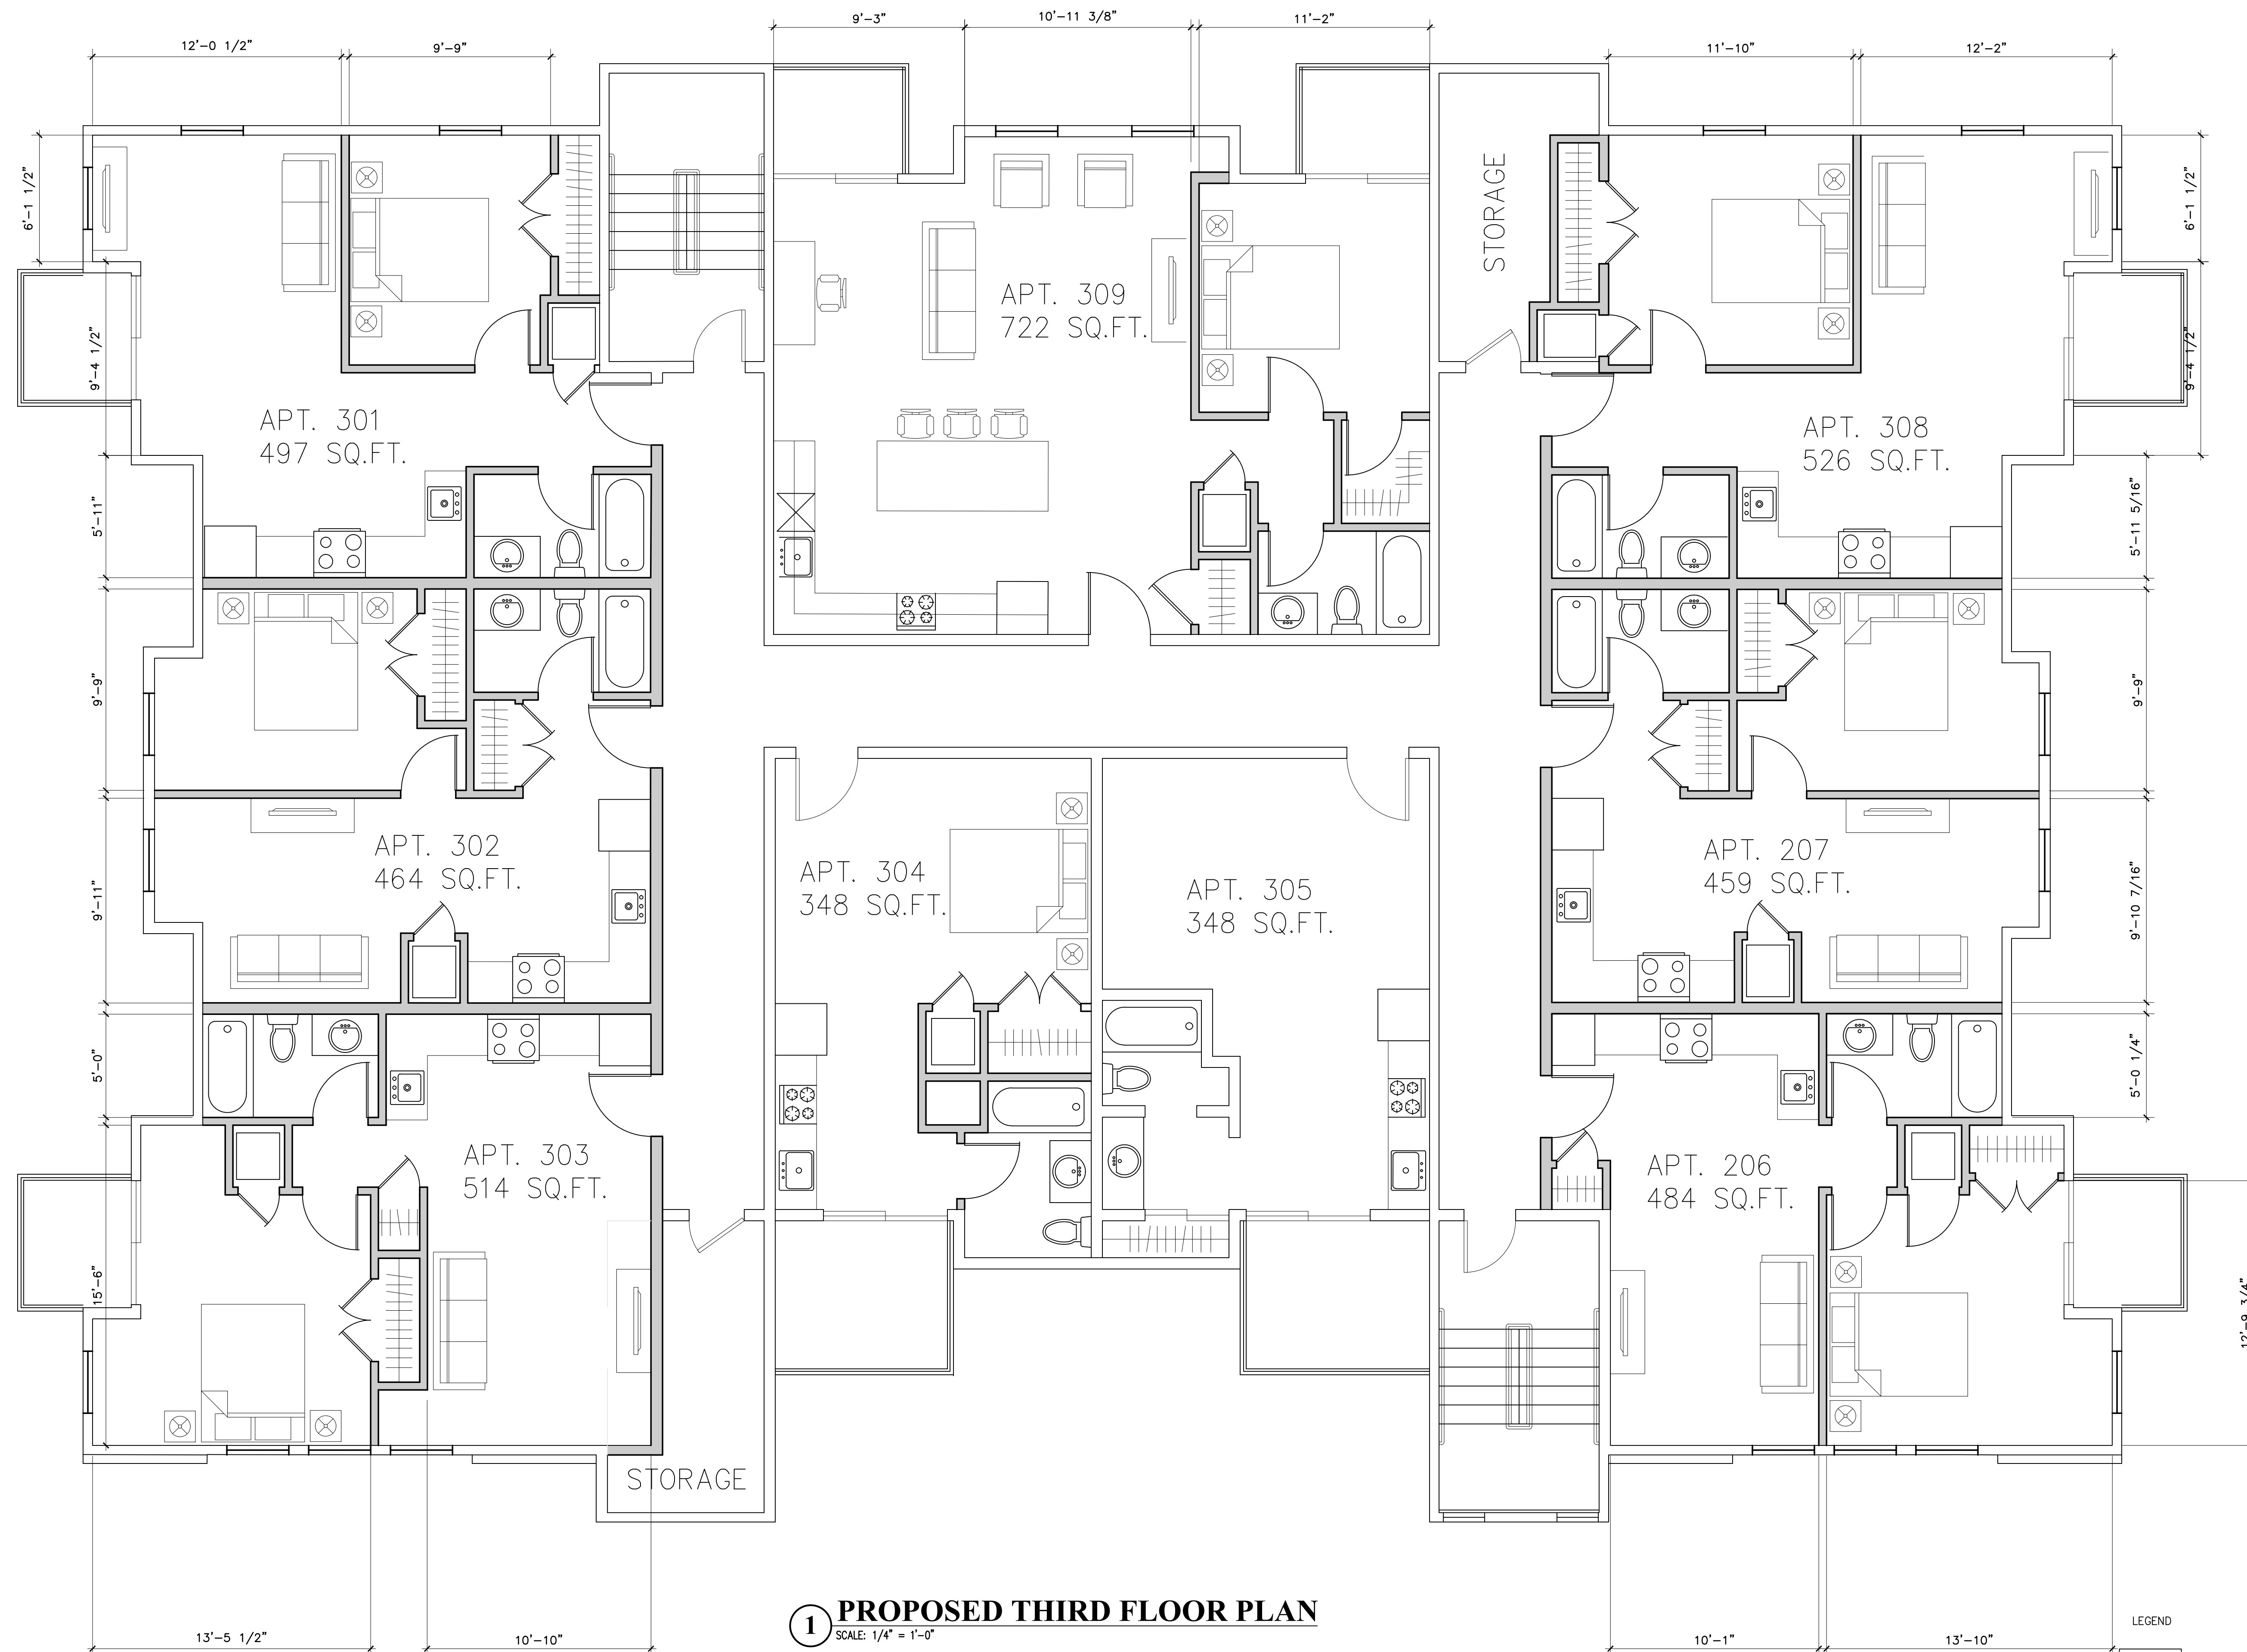 9'-3"
10'-11 3/8"
11'-2"
12'-0 1/2"
9'-9"
11'-10"
12'-2"
6'-1 1/2"
STORAGE
6'-1 1/2"
APT. 309
722 SQ.FT.
9'-4 1/2"
9'-4 1/2"
APT. 301
497 SQ.FT.
APT. 308
526 SQ.FT.
5'-11"
5'-11 5/16"
9'-9"
9'-9"
APT. 302
464 SQ.FT.
APT. 304
348 SQ.FT.
APT. 305
348 SQ.FT.
APT. 207
459 SQ.FT.
9'-11"
9'-10 7/16"
5'-0"
5'-0 1/4"
APT. 303
514 SQ.FT.
APT. 206
484 SQ.FT.
15'-6"
12'-9 3/4"
STORAGE
1 PROPOSED THIRD FLOOR PLAN
SCALE: 1/4" = 1'-0"
LEGEND
13'-5 1/2"
10'-10"
10'-1"
13'-10"